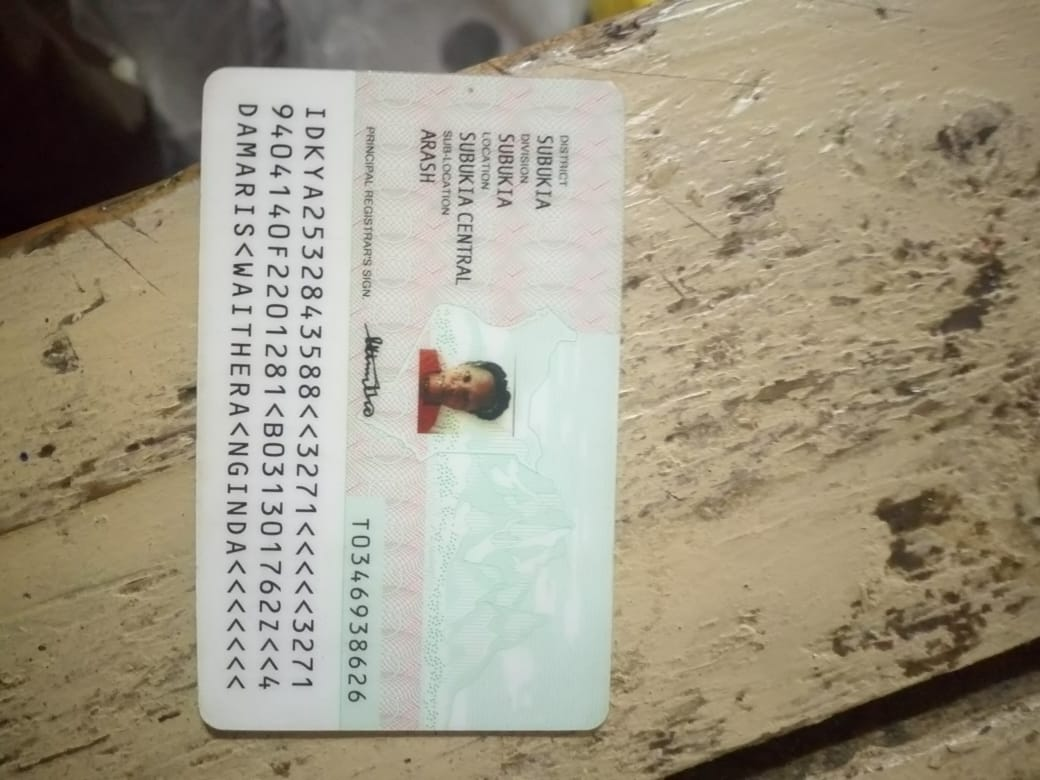 DISTRICT
SUBUKIA
DIVISION
SUBUKIA
LOCATION
SUBUKIA CENTRAL
SUB-LOCATION
ARASH
PRINCIPAL REGISTRAR'S SIGN.
T0346938626
IDKYA2532843588<<3271<<<<<3271
9404140F2201281<B031301762Z<<4
DAMARIS<WAITHERA<NGINDA<<<<<<<